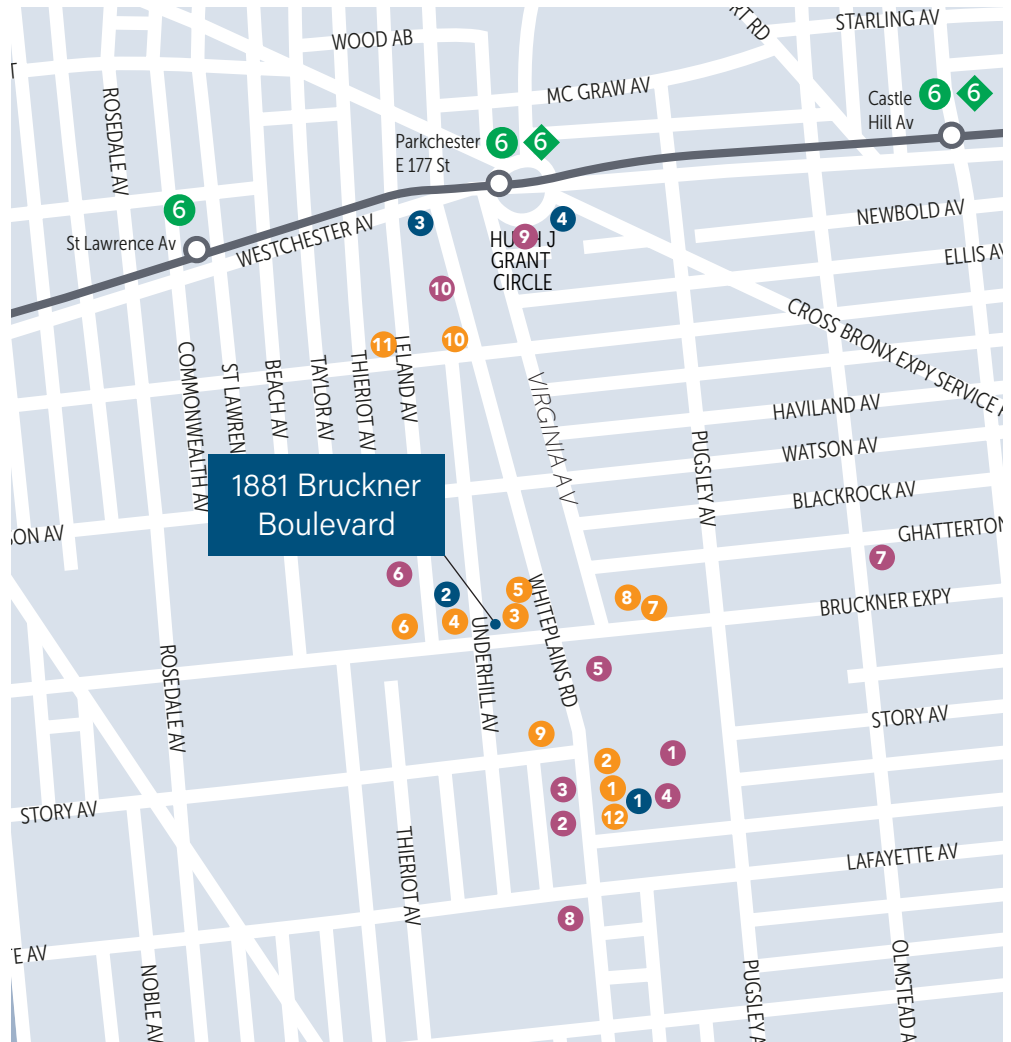 RT RD
STARLING AV
WOOD AB
T
MC GRAW AV
ROSEDALE AV
Castle
Hill Av
6 6
Parkchester
E 177 St
6 6
6
St Lawrence Av
WESTCHESTER AV
3
4
9
HUGH J
GRANT
CIRCLE
NEWBOLD AV
ELLIS AV
10
CROSS BRONX EXPY SERVICE R
11
10
COMMONWEALTH AV
ST LAWREN
BEACH AV
TAYLOR AV
THIERIOT AV
LELAND AV
VIRGINIA AV
PUGSLEY AV
HAVILAND AV
WATSON AV
BLACKROCK AV
GHATTERTON
1881 Bruckner
Boulevard
SON AV
7
6
2
5
8
7
BRUCKNER EXPY
6
4
3
UNDERHILL AV
WHITEPLAINS RD
ROSEDALE AV
5
STORY AV
9
2
1
3
1
1
4
STORY AV
2
12
THIERIOT AV
LAFAYETTE AV
8
E AV
NOBLE AV
PUGSLEY A
OLMSTEAD A